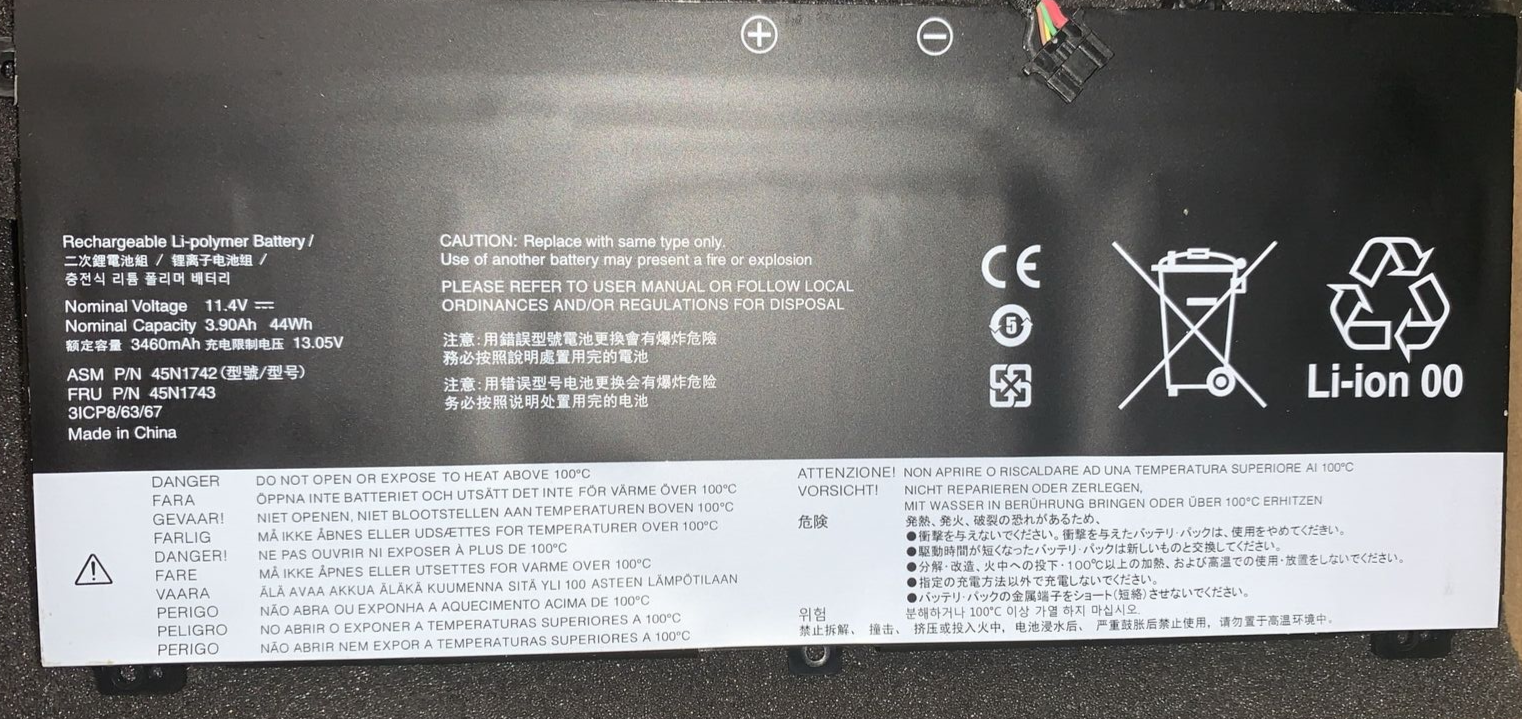 Rechargeable Li-polymer Battery /
二次鋰電池組 / 锂离子电池组 /
충전식 리튬 폴리머 배터리
Nominal Voltage 11.4V ⎓
Nominal Capacity 3.90Ah 44Wh
额定容量 3460mAh 充电限制电压 13.05V
ASM P/N 45N1742(型號/型号)
FRU P/N 45N1743
3ICP8/63/67
Made in China
CAUTION: Replace with same type only.
Use of another battery may present a fire or explosion
PLEASE REFER TO USER MANUAL OR FOLLOW LOCAL
ORDINANCES AND/OR REGULATIONS FOR DISPOSAL
注意:用錯誤型號電池更換會有爆炸危險
務必按照說明處置用完的電池
注意:用错误型号电池更换会有爆炸危险
务必按照说明处置用完的电池
CE
5
Li-ion 00
DANGER DO NOT OPEN OR EXPOSE TO HEAT ABOVE 100°C
FARA ÖPPNA INTE BATTERIET OCH UTSÄTT DET INTE FÖR VÄRME ÖVER 100°C
GEVAAR! NIET OPENEN, NIET BLOOTSTELLEN AAN TEMPERATUREN BOVEN 100°C
FARLIG MÅ IKKE ÅBNES ELLER UDSÆTTES FOR TEMPERATURER OVER 100°C
DANGER! NE PAS OUVRIR NI EXPOSER À PLUS DE 100°C
FARE MÅ IKKE ÅPNES ELLER UTSETTES FOR VARME OVER 100°C
VAARA ÄLÄ AVAA AKKUA ÄLÄKÄ KUUMENNA SITÄ YLI 100 ASTEEN LÄMPÖTILAAN
PERIGO NÃO ABRA OU EXPONHA A AQUECIMENTO ACIMA DE 100°C
PELIGRO NO ABRIR O EXPONER A TEMPERATURAS SUPERIORES A 100°C
PERIGO NÃO ABRIR NEM EXPOR A TEMPERATURAS SUPERIORES A 100°C
ATTENZIONE! NON APRIRE O RISCALDARE AD UNA TEMPERATURA SUPERIORE AI 100°C
VORSICHT! NICHT REPARIEREN ODER ZERLEGEN,
MIT WASSER IN BERÜHRUNG BRINGEN ODER ÜBER 100°C ERHITZEN
危険 発熱、発火、破裂の恐れがあるため、
●衝撃を与えないでください。衝撃を与えたバッテリ・パックは、使用をやめてください。
●駆動時間が短くなったバッテリ・パックは新しいものと交換してください。
●分解・改造、火中への投下・100℃以上の加熱、および高温での使用・放置をしないでください。
●指定の充電方法以外で充電しないでください。
●バッテリ・パックの金属端子をショート(短絡)させないでください。
위험 분해하거나 100°C 이상 가열 하지 마십시오.
禁止拆解、 撞击、 挤压或投入火中, 电池浸水后、 严重鼓胀后禁止使用, 请勿置于高温环境中。